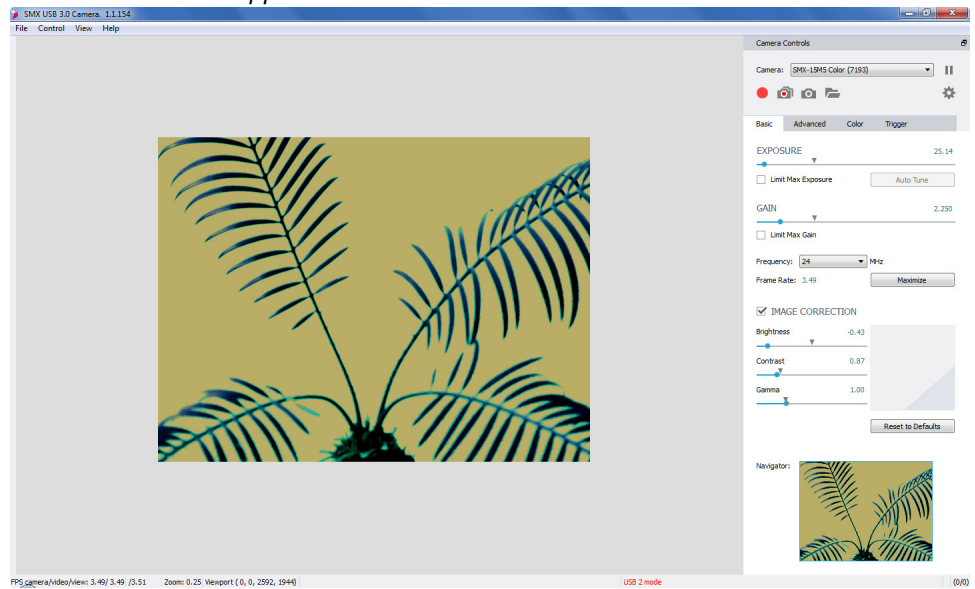 SMX USB 3.0 Camera. 1.1.154
File Control View Help
Camera Controls
Camera: SMX-15M5 Color (7193)
Basic Advanced Color Trigger
EXPOSURE 25.14
Limit Max Exposure Auto Tune
GAIN 2.250
Limit Max Gain
Frequency: 24 MHz
Frame Rate: 3.49 Maximize
IMAGE CORRECTION
Brightness -0.43
Contrast 0.87
Gamma 1.00
Reset to Defaults
Navigator:
FPS camera/video/view: 3.49/ 3.49 /3.51 Zoom: 0.25 Viewport ( 0, 0, 2592, 1944) USB 2 mode (0/0)